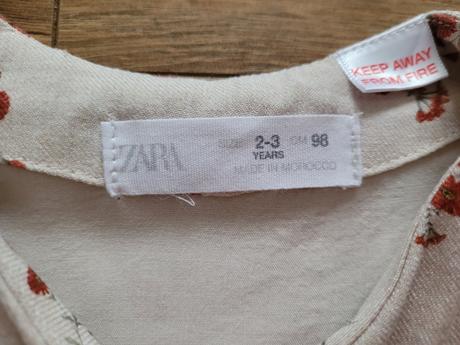 KEEP AWAY
FROM FIRE
ZARA SIZE 2-3 CM 98
YEARS
MADE IN MOROCCO